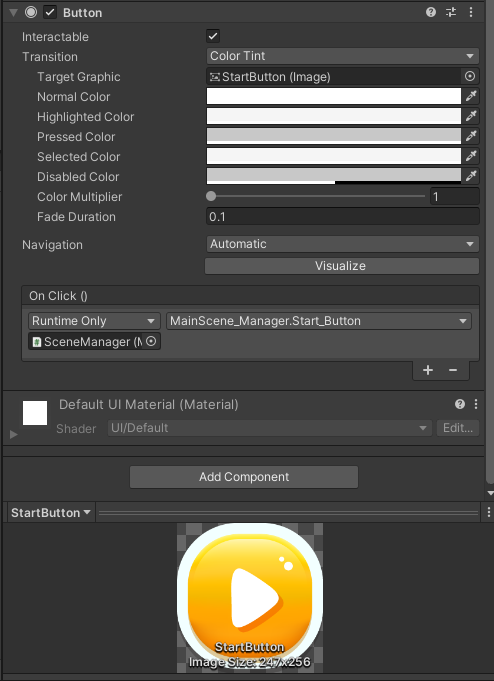 Button
Interactable
Transition Color Tint
Target Graphic StartButton (Image)
Normal Color
Highlighted Color
Pressed Color
Selected Color
Disabled Color
Color Multiplier 1
Fade Duration 0.1
Navigation Automatic
Visualize
On Click ()
Runtime Only MainScene_Manager.Start_Button
SceneManager (M
Default UI Material (Material)
Shader UI/Default Edit...
Add Component
StartButton
StartButton
Image Size: 247x256